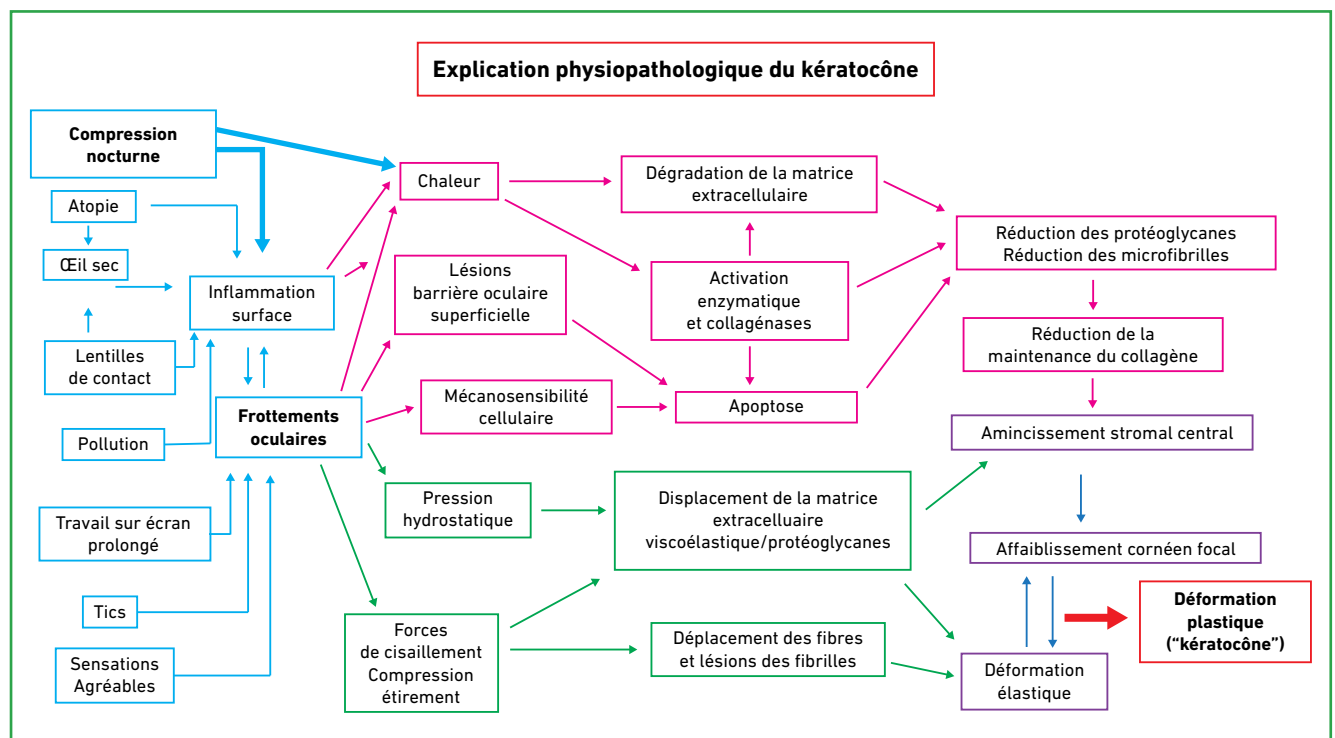 Explication physiopathologique du kératocône
Compression
nocturne
Atopie
Œil sec
Inflammation
surface
Lentilles
de contact
Pollution
Frottements
oculaires
Travail sur écran
prolongé
Tics
Sensations
Agréables
Chaleur
Lésions
barrière oculaire
superficielle
Mécanosensibilité
cellulaire
Pression
hydrostatique
Forces
de cisaillement
Compression
étirement
Dégradation de la matrice
extracellulaire
Activation
enzymatique
et collagénases
Apoptose
Displacement de la matrice
extracelluaire
viscoélastique/protéoglycanes
Déplacement des fibres
et lésions des fibrilles
Réduction des protéoglycanes
Réduction des microfibrilles
Réduction de la
maintenance du collagène
Amincissement stromal central
Affaiblissement cornéen focal
Déformation
élastique
Déformation
plastique
(“kératocône”)